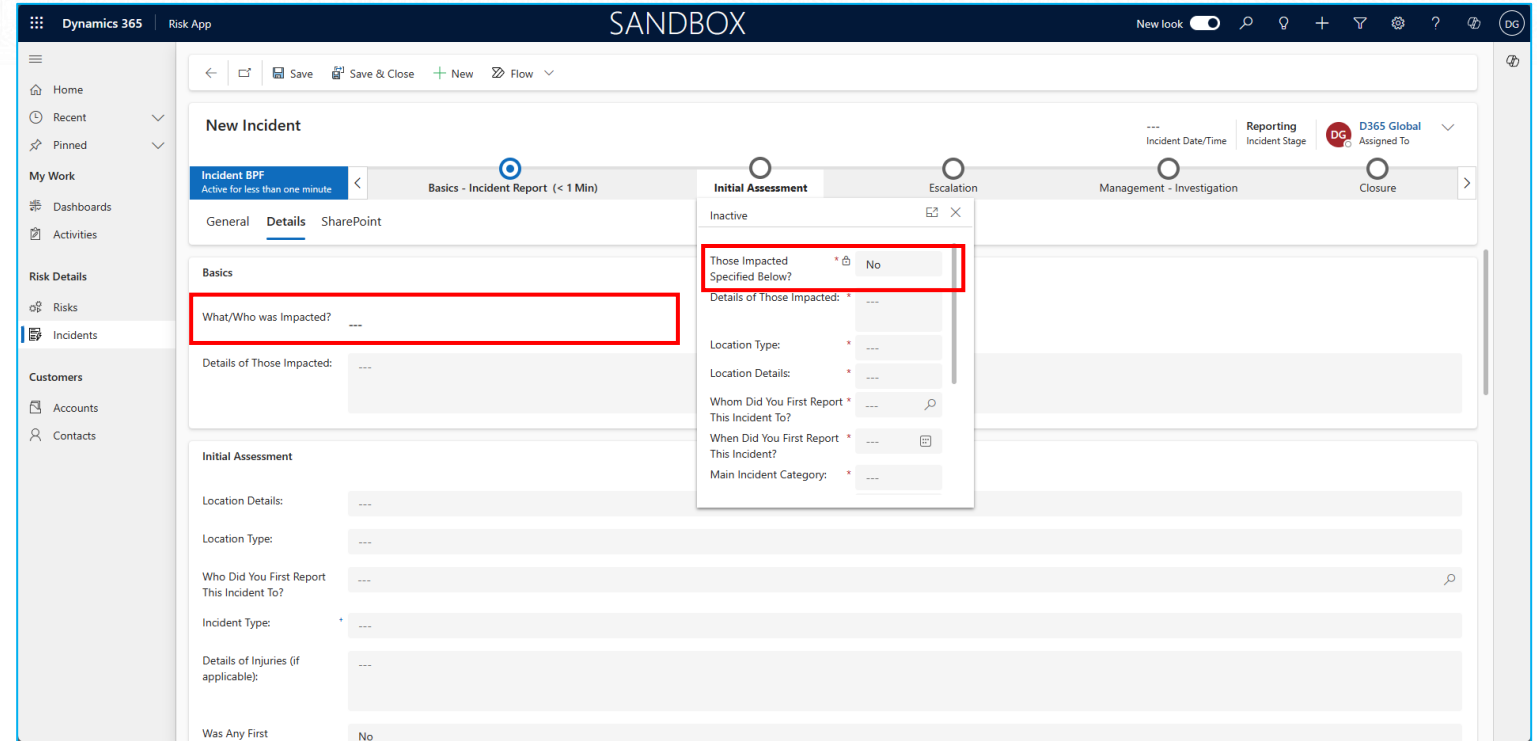 Dynamics 365 Risk App SANDBOX New look DG
Home
Recent
Pinned
My Work
Dashboards
Activities
Risk Details
Risks
Incidents
Customers
Accounts
Contacts
Save Save & Close New Flow
New Incident
---
Incident Date/Time
Reporting
Incident Stage
DG
D365 Global
Assigned To
Incident BPF
Active for less than one minute
Basics - Incident Report (< 1 Min)
Initial Assessment
Escalation
Management - Investigation
Closure
General Details SharePoint
Inactive
Those Impacted * No
Specified Below?
Details of Those Impacted: * ---
Location Type: * ---
Location Details: * ---
Whom Did You First Report * ---
This Incident To?
When Did You First Report * ---
This Incident?
Main Incident Category: * ---
Basics
What/Who was Impacted? ---
Details of Those Impacted: ---
Initial Assessment
Location Details: ---
Location Type: ---
Who Did You First Report ---
This Incident To?
Incident Type: * ---
Details of Injuries (if ---
applicable):
Was Any First No